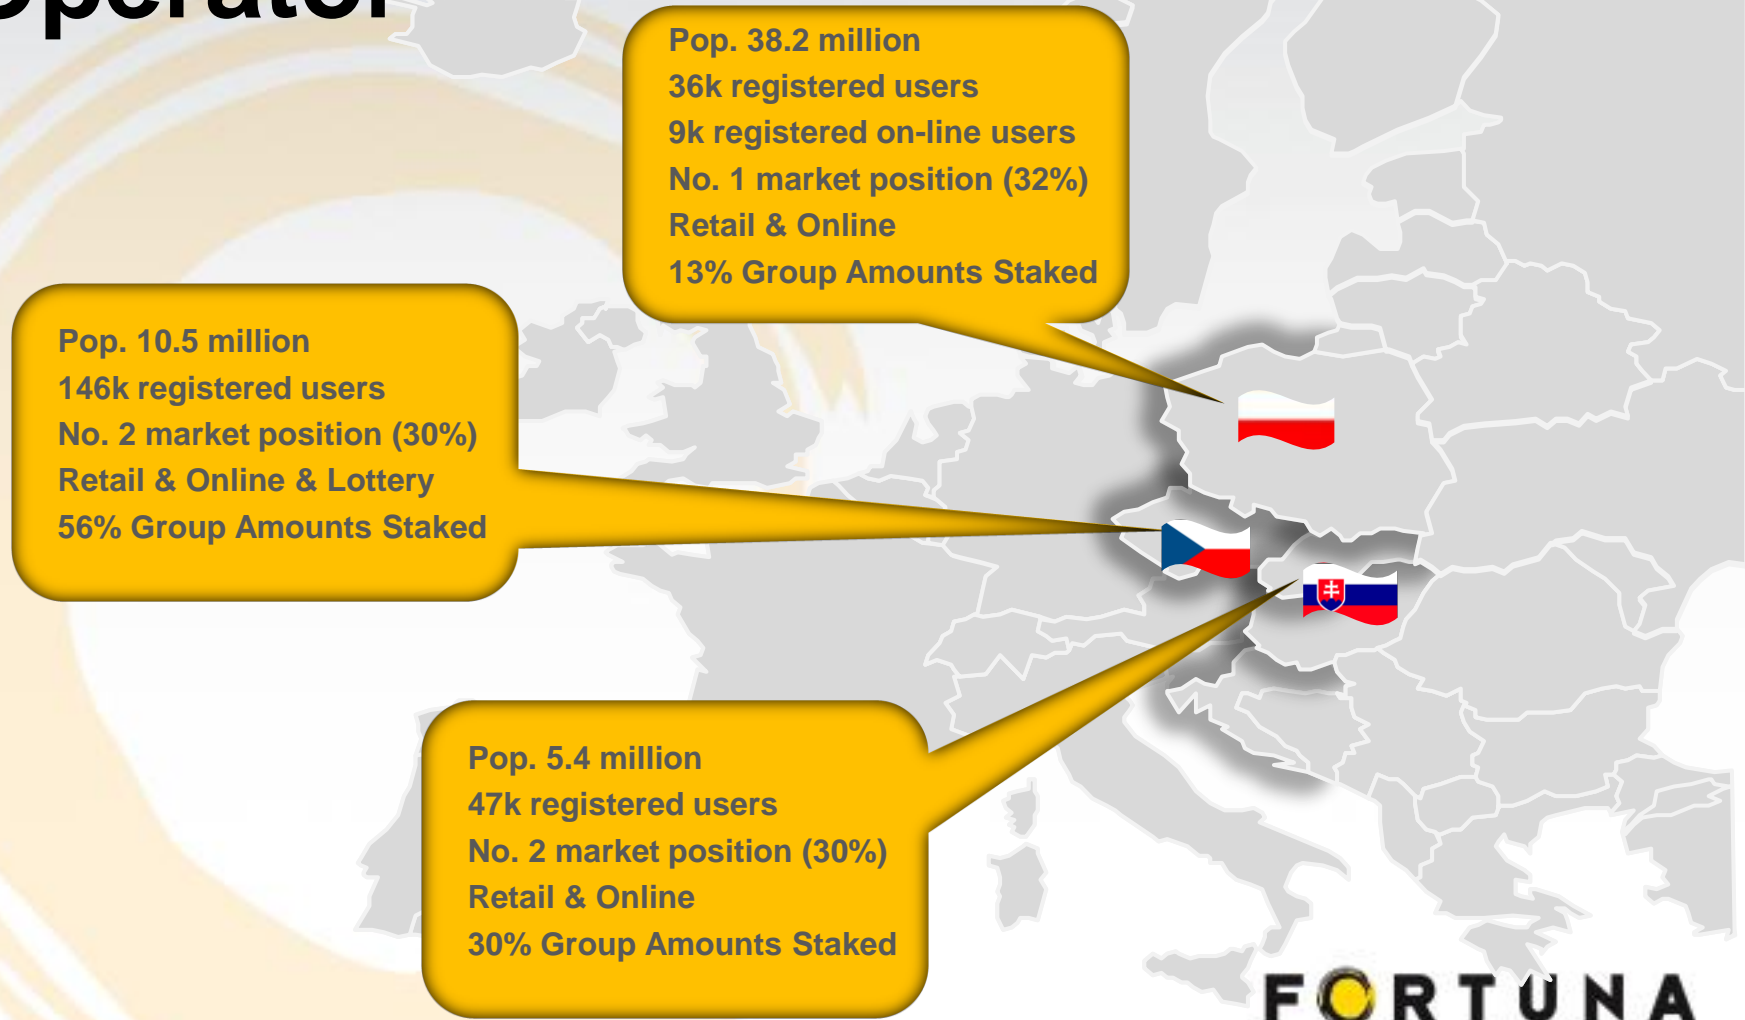 Operator
Pop. 38.2 million
36k registered users
9k registered on-line users
No. 1 market position (32%)
Retail & Online
13% Group Amounts Staked
Pop. 10.5 million
146k registered users
No. 2 market position (30%)
Retail & Online & Lottery
56% Group Amounts Staked
Pop. 5.4 million
47k registered users
No. 2 market position (30%)
Retail & Online
30% Group Amounts Staked
FORTUNA